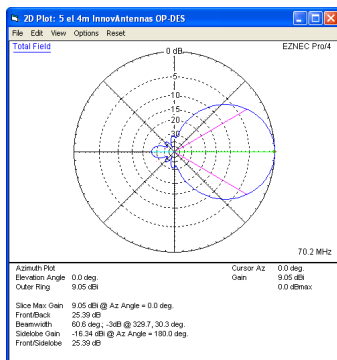 2D Plot: 5 el 4m InnovAntennas OP-DES
File Edit View Options Reset
Total Field
EZNEC Pro/4
0 dB
-5
-10
-15
-20
-30
70.2 MHz
Azimuth Plot
Elevation Angle 0.0 deg.
Outer Ring 9.05 dBi
Cursor Az 0.0 deg.
Gain 9.05 dBi
0.0 dBmax
Slice Max Gain 9.05 dBi @ Az Angle = 0.0 deg.
Front/Back 25.39 dB
Beamwidth 60.6 deg.; -3dB @ 329.7, 30.3 deg.
Sidelobe Gain -16.34 dBi @ Az Angle = 180.0 deg.
Front/Sidelobe 25.39 dB